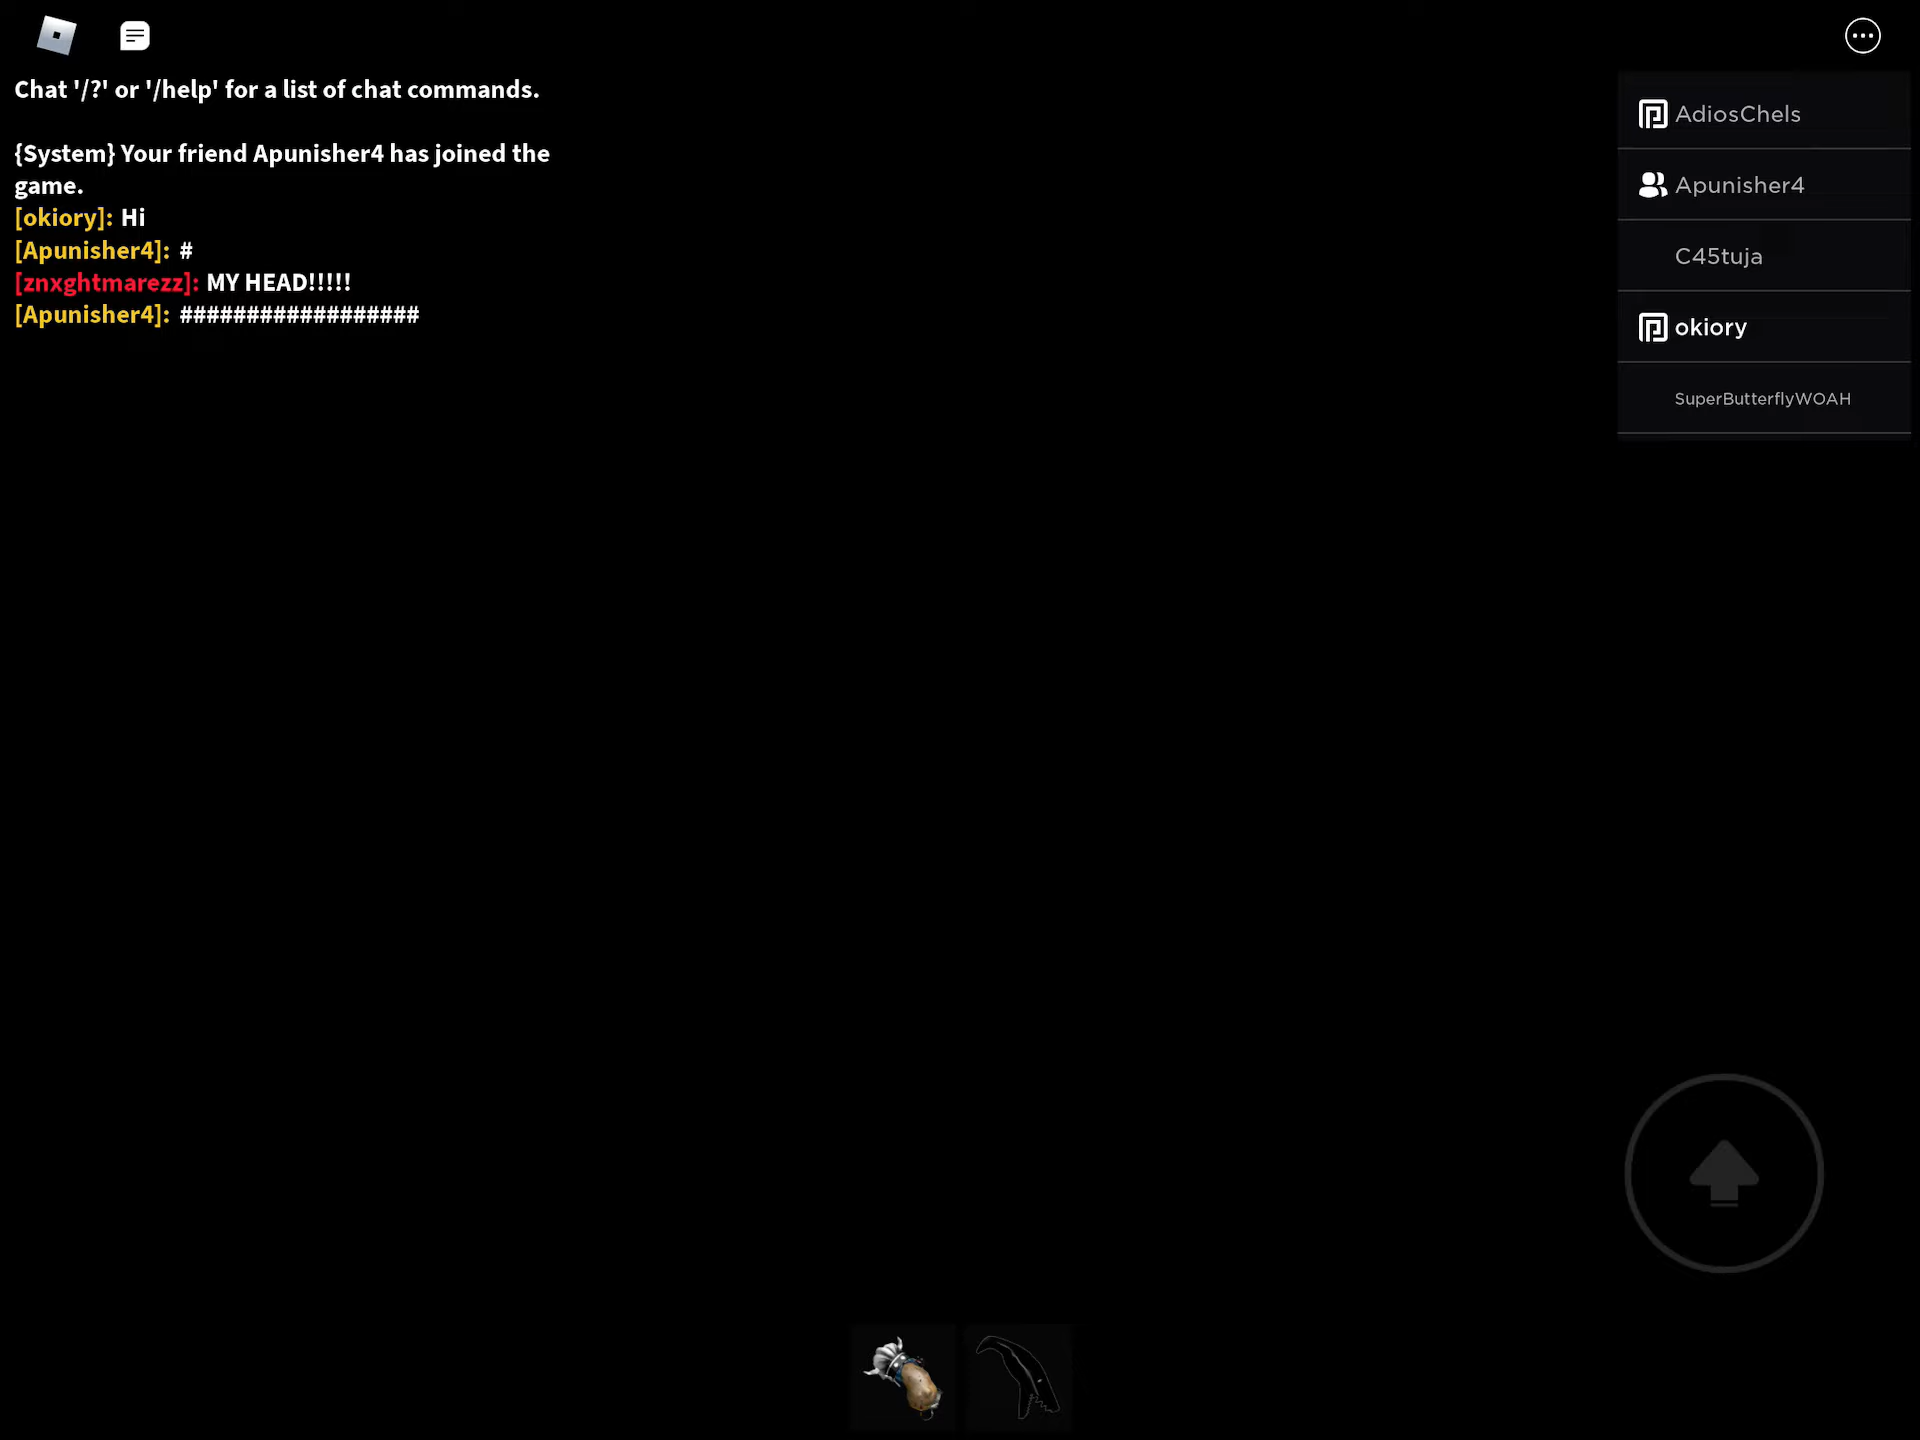 Chat '/?' or '/help' for a list of chat commands.
{System} Your friend Apunisher4 has joined the
game.
[okiory]: Hi
[Apunisher4]: #
[znxghtmarezz]: MY HEAD!!!!!
[Apunisher4]: ##################
AdiosChels
Apunisher4
C45tuja
okiory
SuperButterflyWOAH